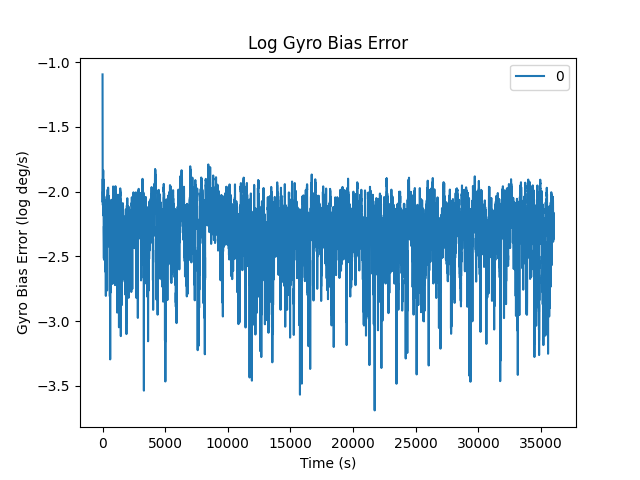 Log Gyro Bias Error
0
Gyro Bias Error (log deg/s)
−1.0
−1.5
−2.0
−2.5
−3.0
−3.5
0 5000 10000 15000 20000 25000 30000 35000
Time (s)